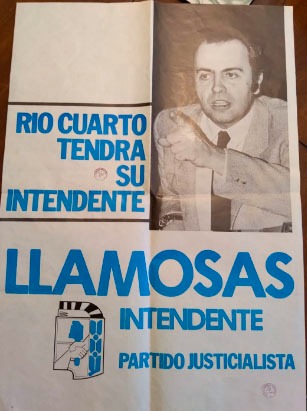 RIO CUARTO
TENDRA
SU
INTENDENTE
LLAMOSAS
INTENDENTE
PARTIDO JUSTICIALISTA